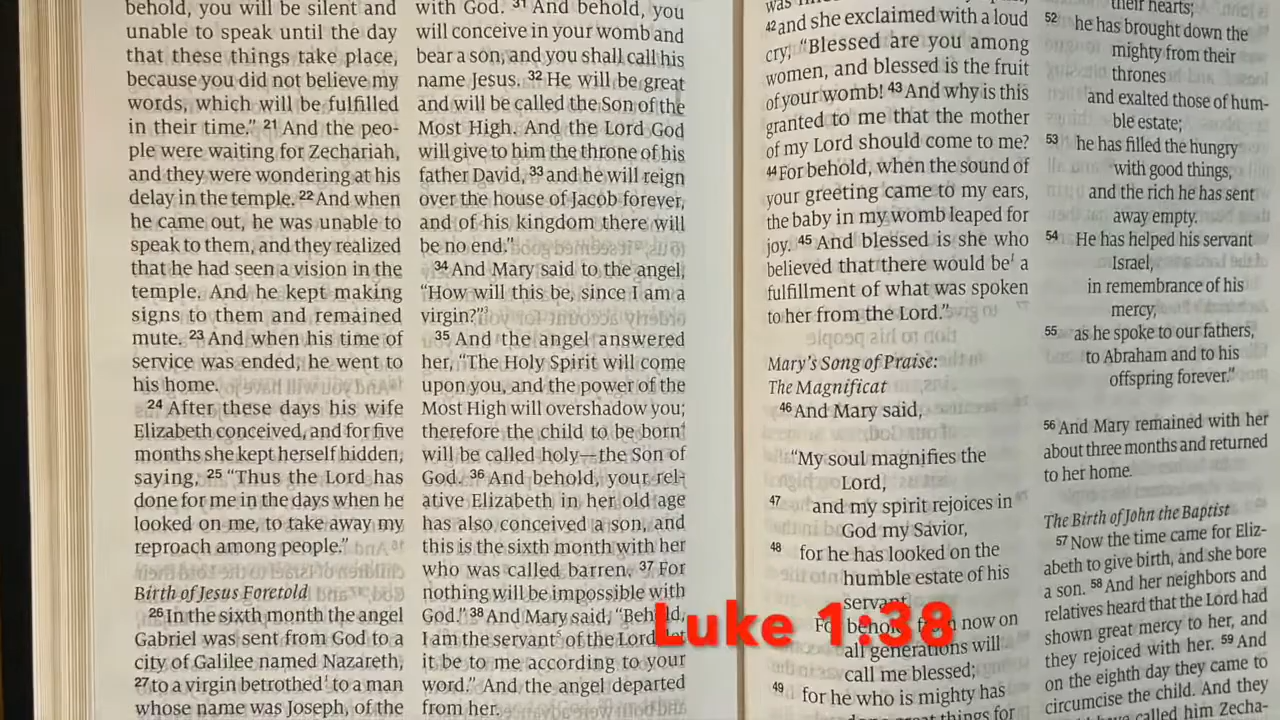 behold, you will be silent and
unable to speak until the day
that these things take place,
because you did not believe my
words, which will be fulfilled
in their time.” 21 And the peo-
ple were waiting for Zechariah,
and they were wondering at his
delay in the temple. 22 And when
he came out, he was unable to
speak to them, and they realized
that he had seen a vision in the
temple. And he kept making
signs to them and remained
mute. 23 And when his time of
service was ended, he went to
his home.
24 After these days his wife
Elizabeth conceived, and for five
months she kept herself hidden,
saying, 25 “Thus the Lord has
done for me in the days when he
looked on me, to take away my
reproach among people.”
Birth of Jesus Foretold
26 In the sixth month the angel
Gabriel was sent from God to a
city of Galilee named Nazareth,
27 to a virgin betrothed to a man
whose name was Joseph, of the
with God. 31 And behold, you
will conceive in your womb and
bear a son, and you shall call his
name Jesus. 32 He will be great
and will be called the Son of the
Most High. And the Lord God
will give to him the throne of his
father David, 33 and he will reign
over the house of Jacob forever,
and of his kingdom there will
be no end.”
34 And Mary said to the angel,
“How will this be, since I am a
virgin?”
35 And the angel answered
her, “The Holy Spirit will come
upon you, and the power of the
Most High will overshadow you;
therefore the child to be born
will be called holy—the Son of
God. 36 And behold, your rel-
ative Elizabeth in her old age
has also conceived a son, and
this is the sixth month with her
who was called barren. 37 For
nothing will be impossible with
God.” 38 And Mary said, “Behold,
I am the servant of the Lord;
it be to me according to your
word.” And the angel departed
from her.
was
42 and she exclaimed with a loud
cry, “Blessed are you among
women, and blessed is the fruit
of your womb! 43 And why is this
granted to me that the mother
of my Lord should come to me?
44 For behold, when the sound of
your greeting came to my ears,
the baby in my womb leaped for
joy. 45 And blessed is she who
believed that there would be a
fulfillment of what was spoken
to her from the Lord.”
Mary’s Song of Praise:
The Magnificat
46 And Mary said,
“My soul magnifies the
Lord,
47 and my spirit rejoices in
God my Savior,
48 for he has looked on the
humble estate of his
servant.
now on
all generations will
call me blessed;
49 for he who is mighty has
things for
their hearts;
52 he has brought down the
mighty from their
thrones
and exalted those of hum-
ble estate;
53 he has filled the hungry
with good things,
and the rich he has sent
away empty.
54 He has helped his servant
Israel,
in remembrance of his
mercy,
55 as he spoke to our fathers,
to Abraham and to his
offspring forever.”
56 And Mary remained with her
about three months and returned
to her home.
The Birth of John the Baptist
57 Now the time came for Eliz-
abeth to give birth, and she bore
a son. 58 And her neighbors and
relatives heard that the Lord had
shown great mercy to her, and
they rejoiced with her. 59 And
on the eighth day they came to
circumcise the child. And they
called him Zecha-
Luke 1:38